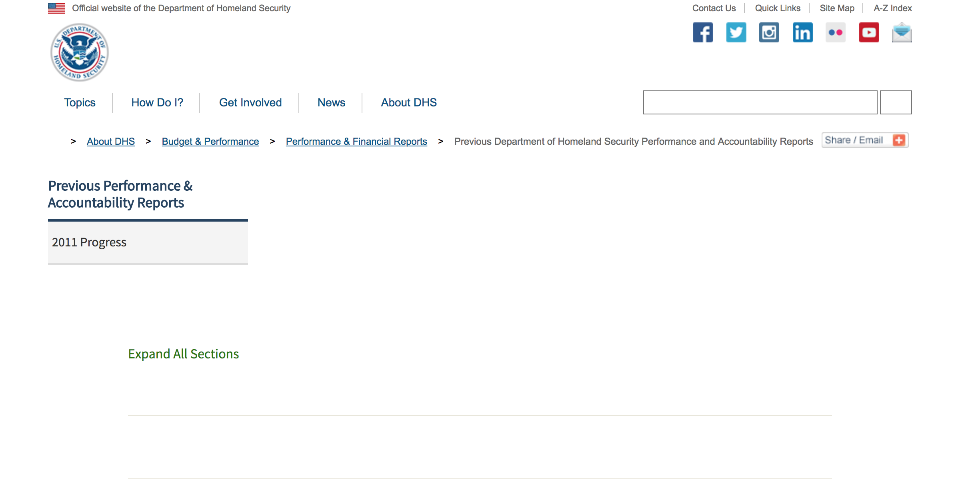 Official website of the Department of Homeland Security
Contact Us Quick Links Site Map A-Z Index
U.S. DEPARTMENT OF HOMELAND SECURITY
Topics How Do I? Get Involved News About DHS
> About DHS > Budget & Performance > Performance & Financial Reports > Previous Department of Homeland Security Performance and Accountability Reports Share / Email
Previous Performance &
Accountability Reports
2011 Progress
Expand All Sections